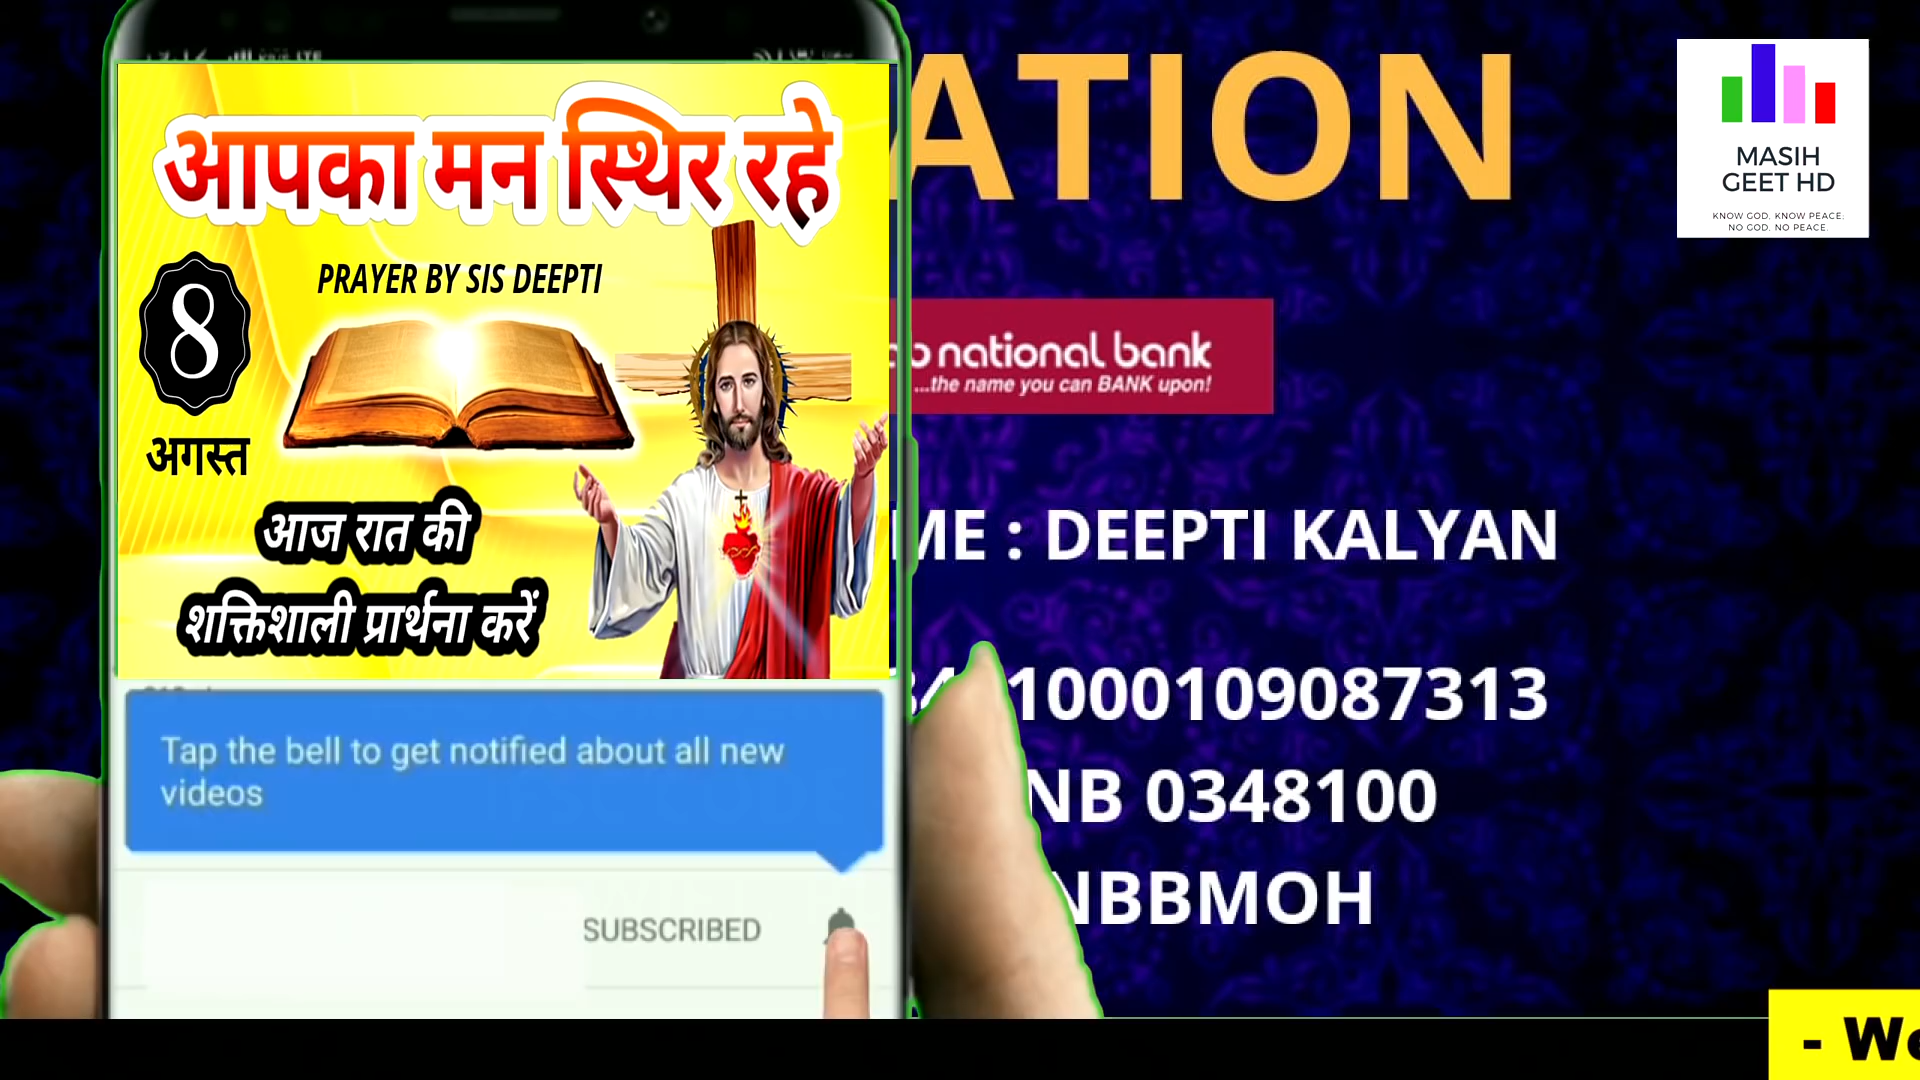 आपका मन स्थिर रहे
PRAYER BY SIS DEEPTI
8
अगस्त
आज रात की
शक्तिशाली प्रार्थना करें
Tap the bell to get notified about all new
videos
SUBSCRIBED
ATION
national bank
...the name you can BANK upon!
ME : DEEPTI KALYAN
1000109087313
NB 0348100
NBBMOH
MASIH
GEET HD
KNOW GOD, KNOW PEACE;
NO GOD, NO PEACE.
- We